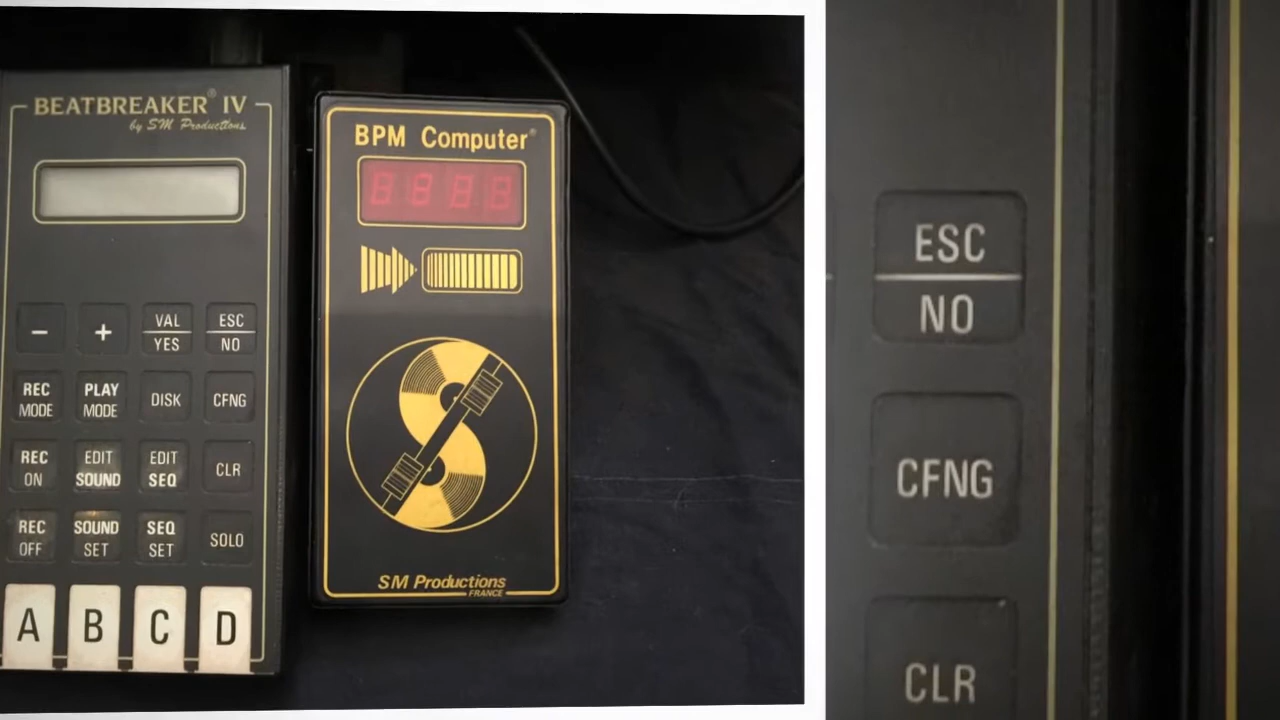 BEATBREAKER® IV
by SM Productions
−
+
VAL
YES
ESC
NO
REC
MODE
PLAY
MODE
DISK
CFNG
REC
ON
EDIT
SOUND
EDIT
SEQ
CLR
REC
OFF
SOUND
SET
SEQ
SET
SOLO
A
B
C
D
BPM Computer®
8888
SM Productions
FRANCE
ESC
NO
CFNG
CLR